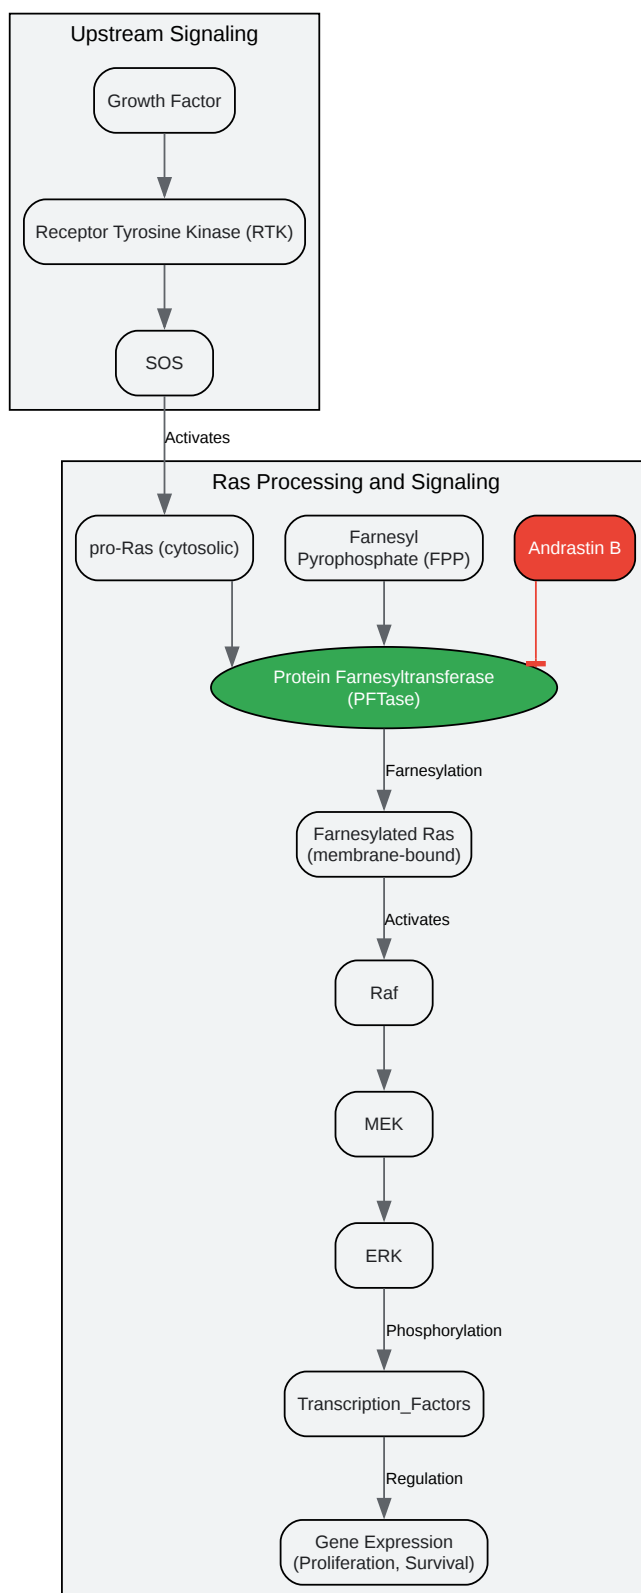 Upstream Signaling
Growth Factor
Receptor Tyrosine Kinase (RTK)
SOS
Activates
Ras Processing and Signaling
pro-Ras (cytosolic)
Farnesyl
Pyrophosphate (FPP)
Andrastin B
Protein Farnesyltransferase
(PFTase)
Farnesylation
Farnesylated Ras
(membrane-bound)
Activates
Raf
MEK
ERK
Phosphorylation
Transcription_Factors
Regulation
Gene Expression
(Proliferation, Survival)